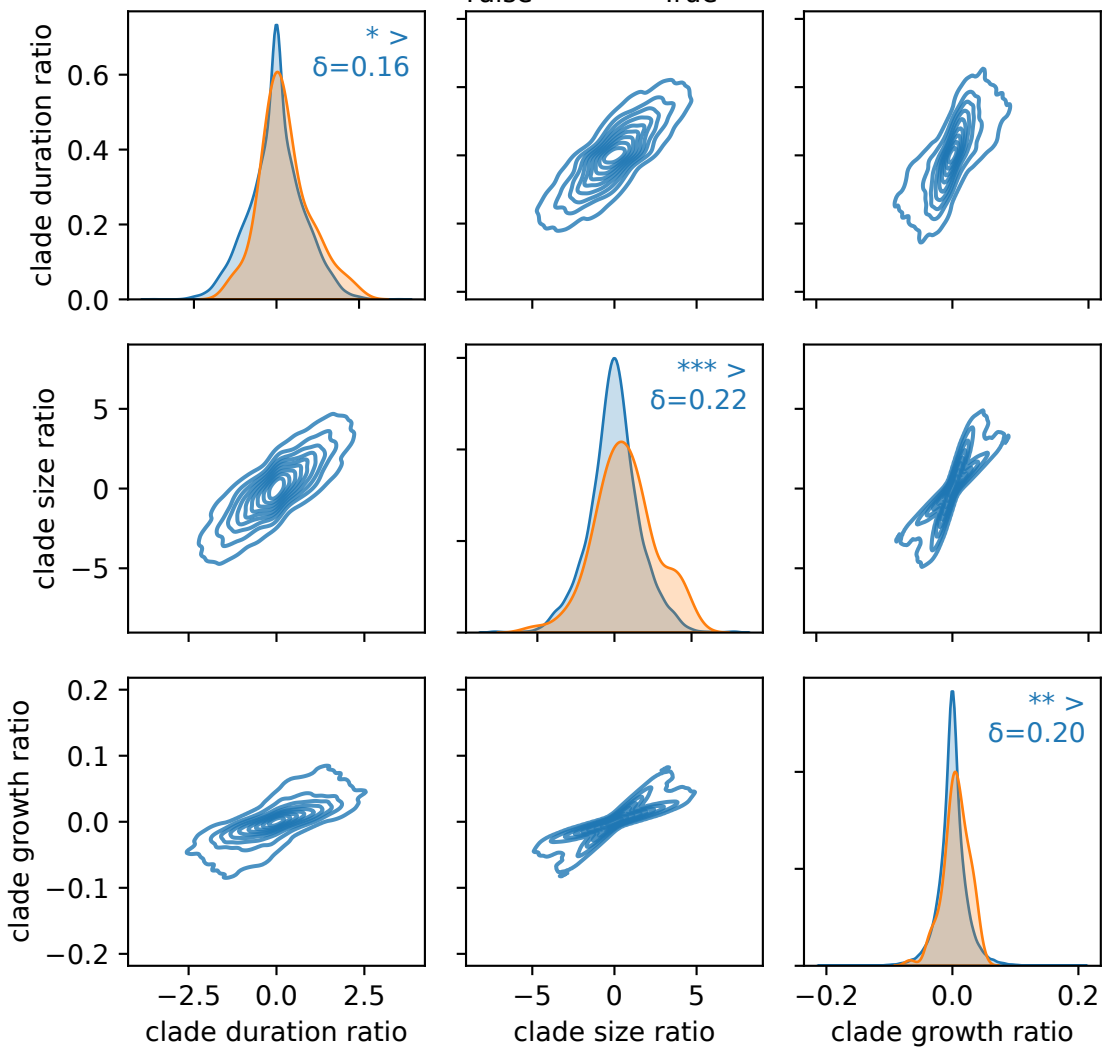 * >
δ=0.16
clade duration ratio
0.6
0.4
0.2
0.0
*** >
δ=0.22
clade size ratio
5
0
−5
** >
δ=0.20
clade growth ratio
0.2
0.1
0.0
−0.1
−0.2
−2.5 0.0 2.5
−5 0 5
−0.2 0.0 0.2
clade duration ratio
clade size ratio
clade growth ratio